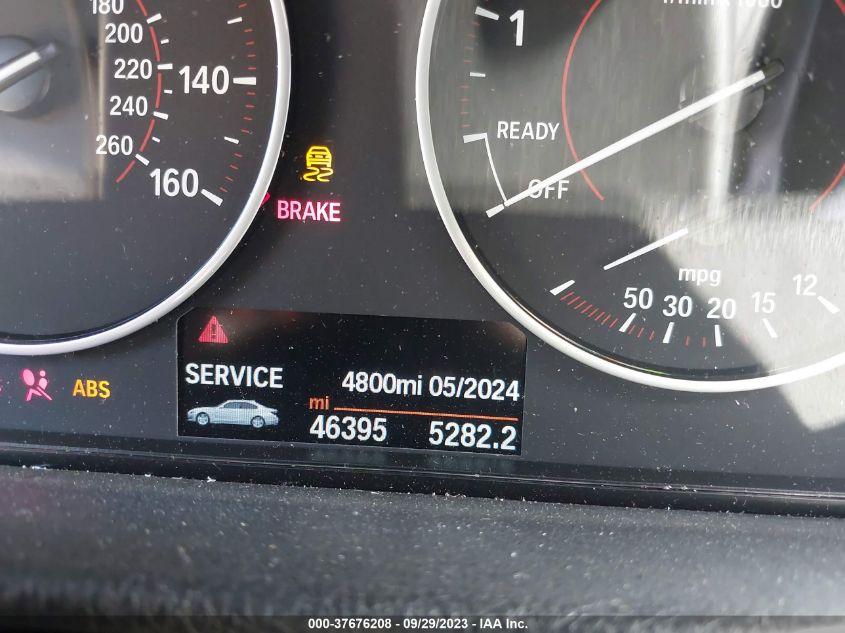 180
200
220
240
260
140
160
1
READY
OFF
BRAKE
mpg
50 30 20 15 12
ABS
SERVICE
4800mi 05/2024
mi
46395 5282.2
000-37676208 - 09/29/2023 - IAA Inc.